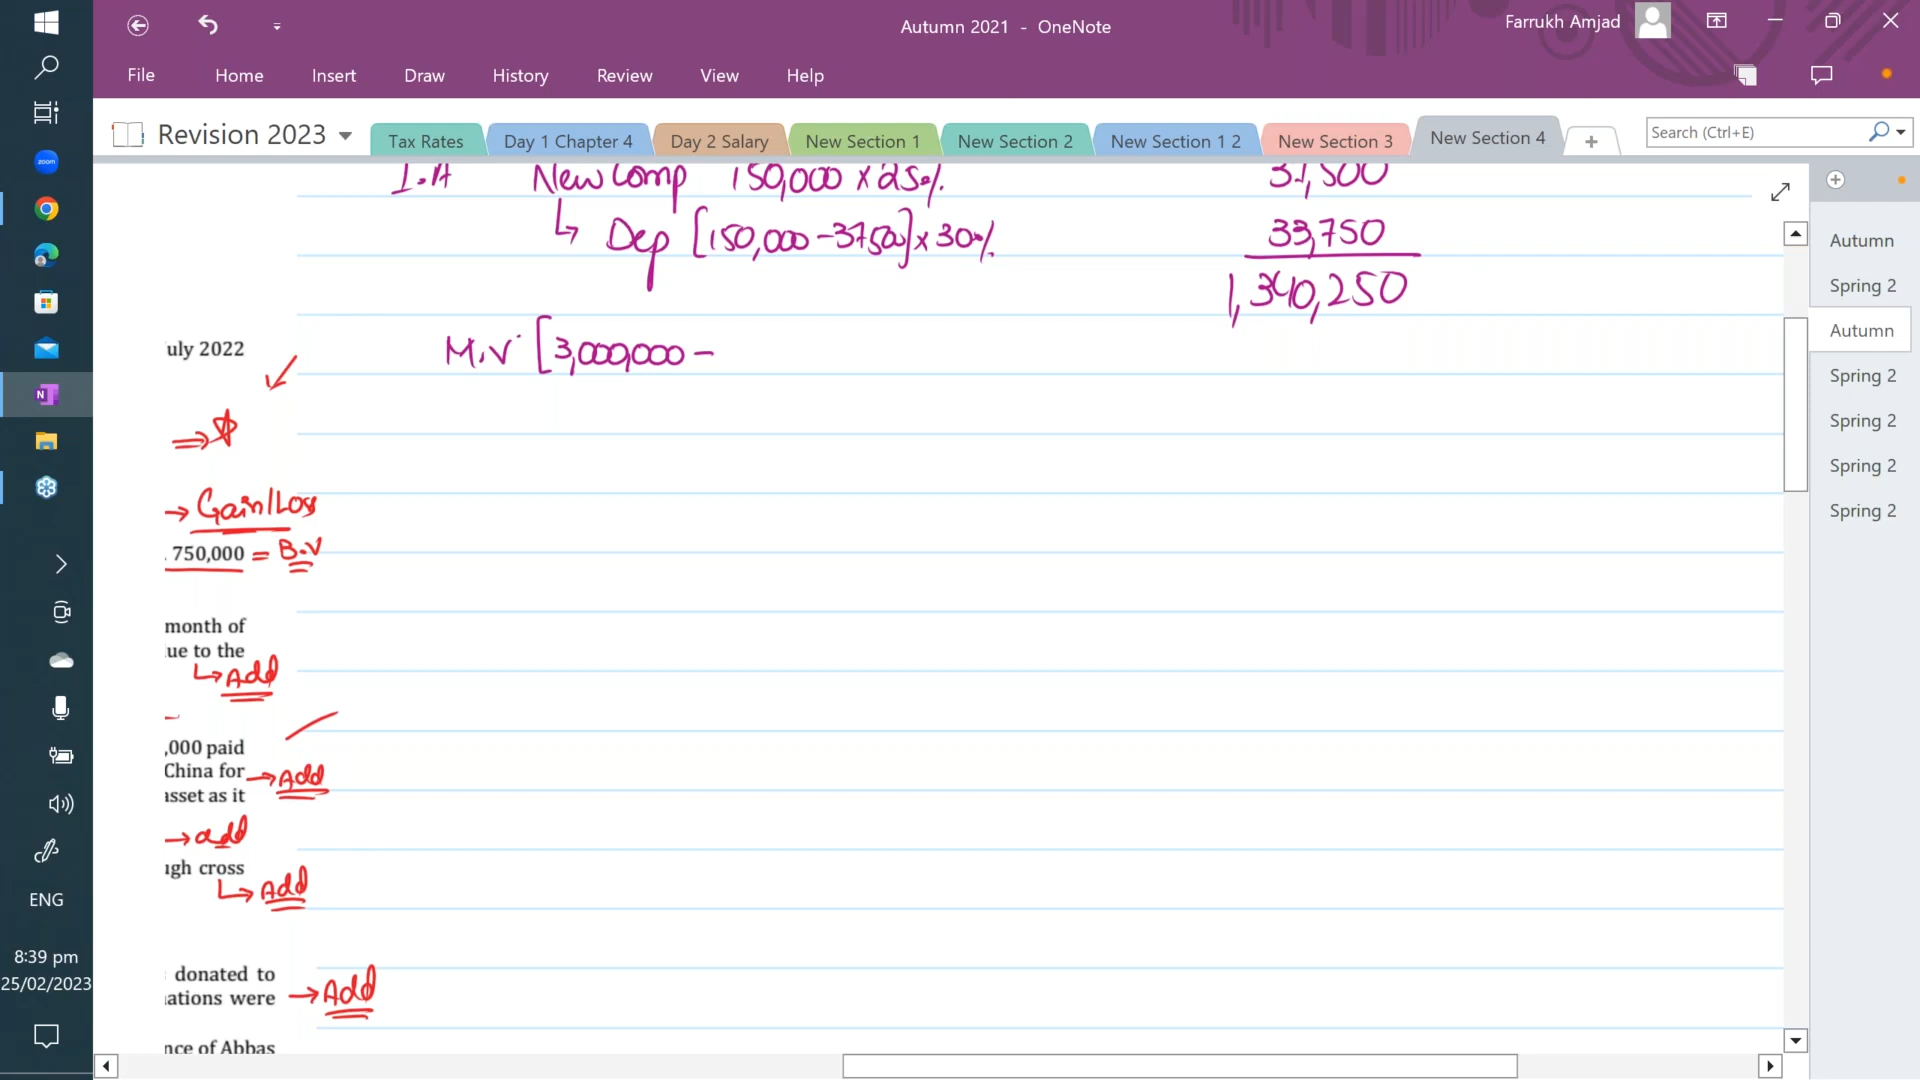 Autumn 2021 - OneNote
Farrukh Amjad
File Home Insert Draw History Review View Help
Revision 2023
Tax Rates
Day 1 Chapter 4
Day 2 Salary
New Section 1
New Section 2
New Section 1 2
New Section 3
New Section 4
Search (Ctrl+E)
I.A New Comp 150,000 x 25% 37,500
↳ Dep [150,000 - 37500] x 30% 33,750
1,340,250
M.V [3,000,000 -
uly 2022
⇒
→ Gain/Loss
750,000 = B.V
month of
ue to the
↳ Add
,000 paid
China for → Add
asset as it
→ add
igh cross
↳ Add
donated to
ations were → Add
nce of Abbas
Autumn
Spring 2
Autumn
Spring 2
Spring 2
Spring 2
Spring 2
zoom
N
ENG
8:39 pm
25/02/2023